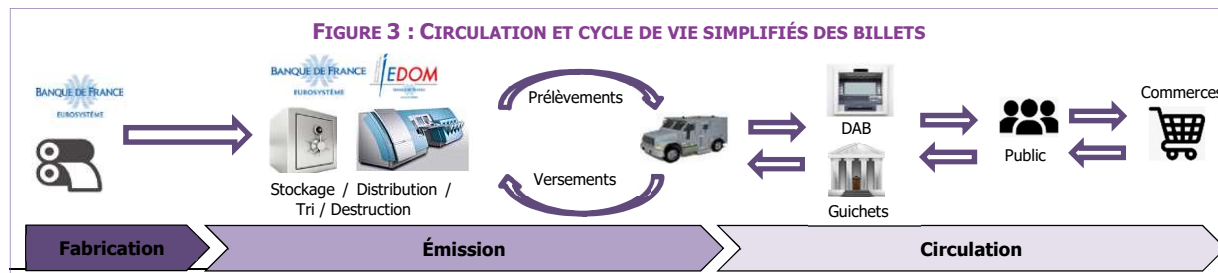 FIGURE 3 : CIRCULATION ET CYCLE DE VIE SIMPLIFIÉS DES BILLETS
BANQUE DE FRANCE
EUROSYSTÈME
BANQUE DE FRANCE
EUROSYSTÈME
IEDOM
Stockage / Distribution /
Tri / Destruction
Prélèvements
Versements
DAB
Guichets
Public
Commerces
Fabrication
Émission
Circulation